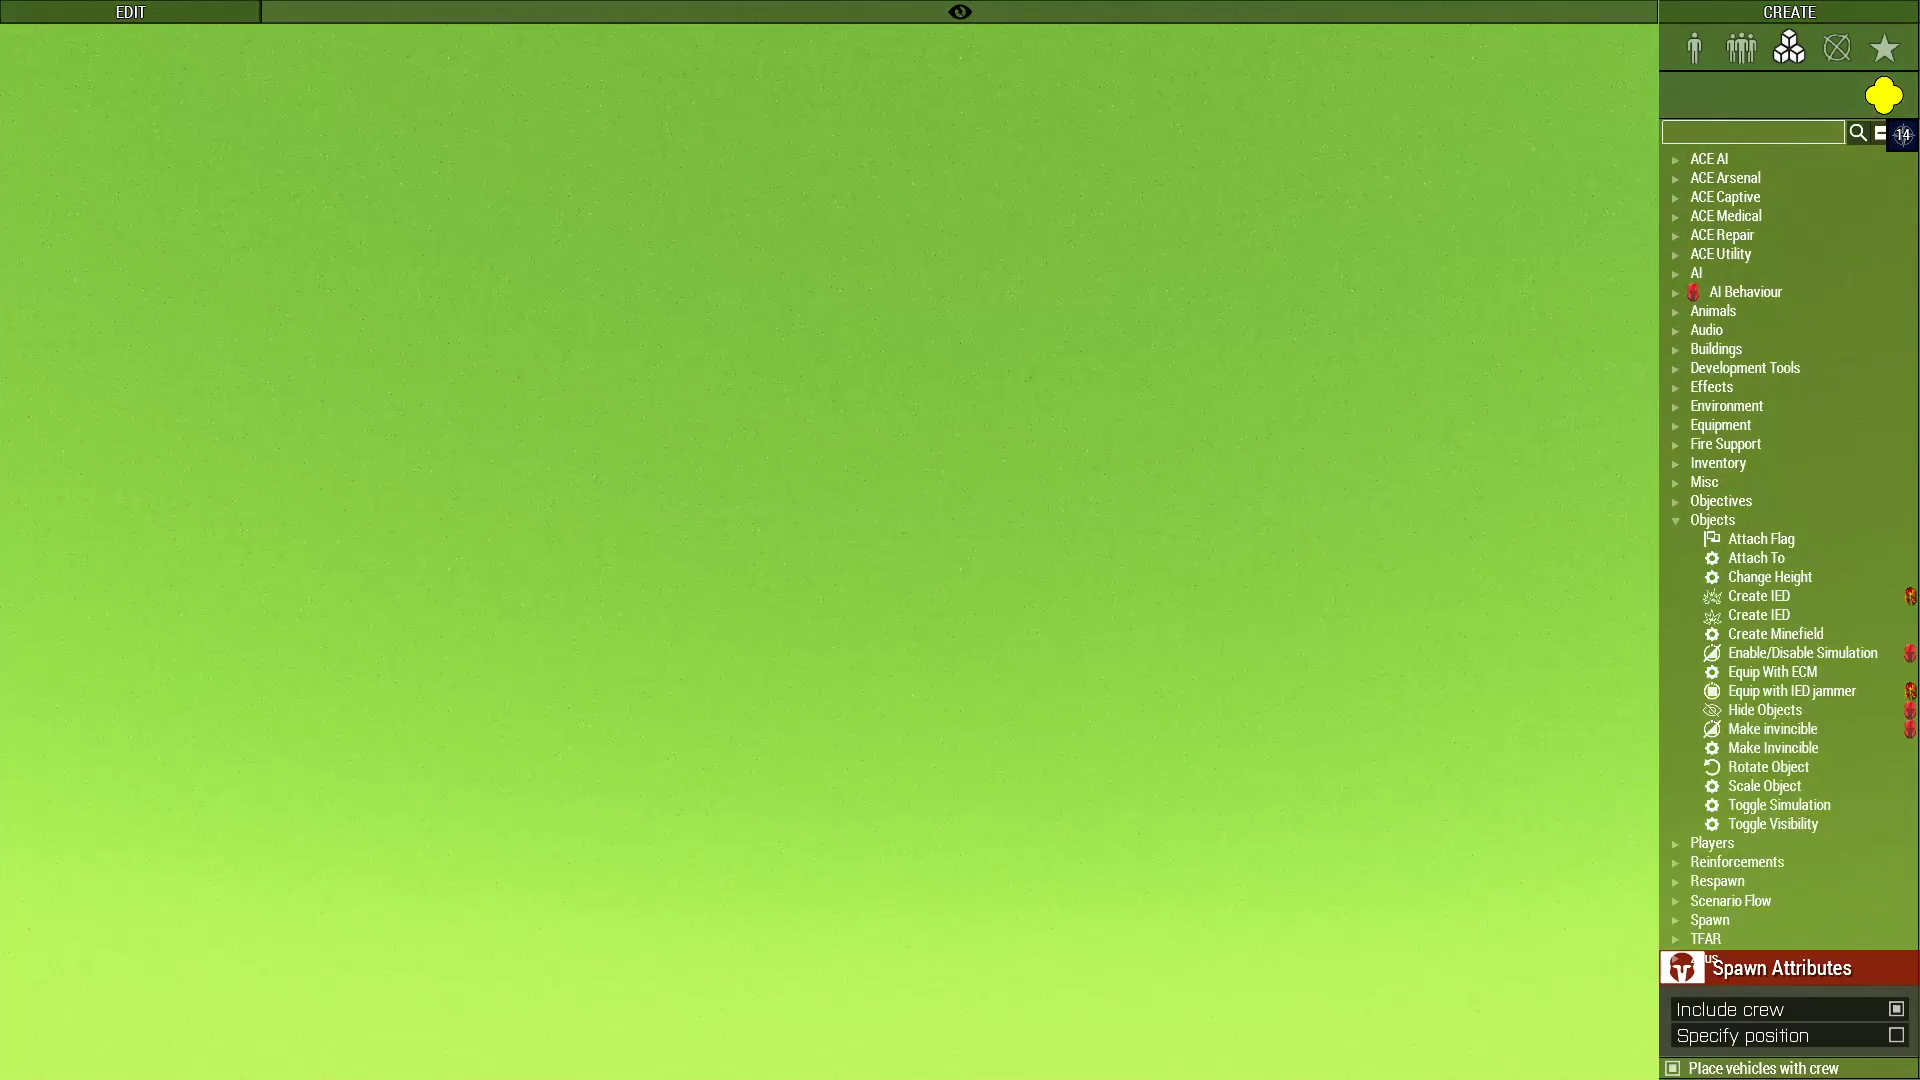 EDIT
CREATE
14
ACE AI
ACE Arsenal
ACE Captive
ACE Medical
ACE Repair
ACE Utility
AI
AI Behaviour
Animals
Audio
Buildings
Development Tools
Effects
Environment
Equipment
Fire Support
Inventory
Misc
Objectives
Objects
Attach Flag
Attach To
Change Height
Create IED
Create IED
Create Minefield
Enable/Disable Simulation
Equip With ECM
Equip with IED jammer
Hide Objects
Make invincible
Make Invincible
Rotate Object
Scale Object
Toggle Simulation
Toggle Visibility
Players
Reinforcements
Respawn
Scenario Flow
Spawn
TFAR
Spawn Attributes
Include crew
Specify position
Place vehicles with crew